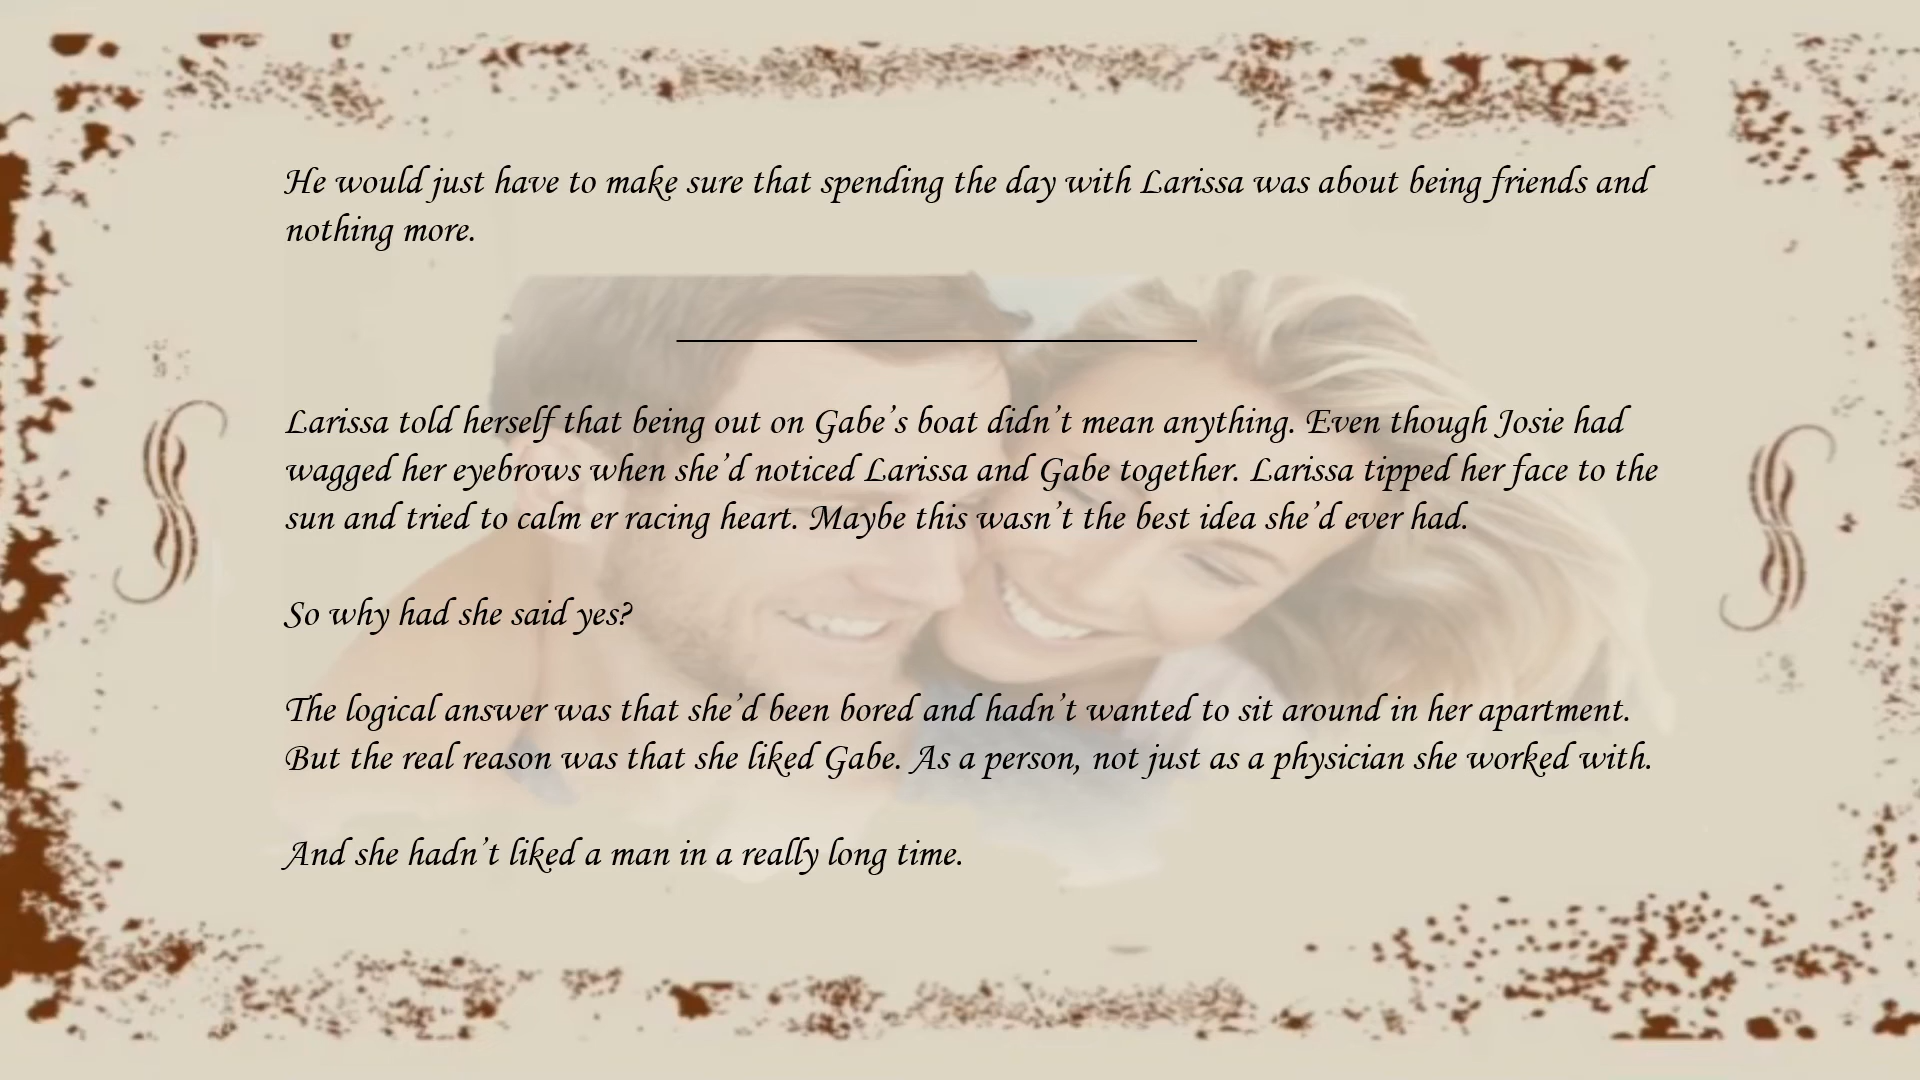 He would just have to make sure that spending the day with Larissa was about being friends and
nothing more.
Larissa told herself that being out on Gabe’s boat didn’t mean anything. Even though Josie had
wagged her eyebrows when she’d noticed Larissa and Gabe together. Larissa tipped her face to the
sun and tried to calm er racing heart. Maybe this wasn’t the best idea she’d ever had.
So why had she said yes?
The logical answer was that she’d been bored and hadn’t wanted to sit around in her apartment.
But the real reason was that she liked Gabe. As a person, not just as a physician she worked with.
And she hadn’t liked a man in a really long time.